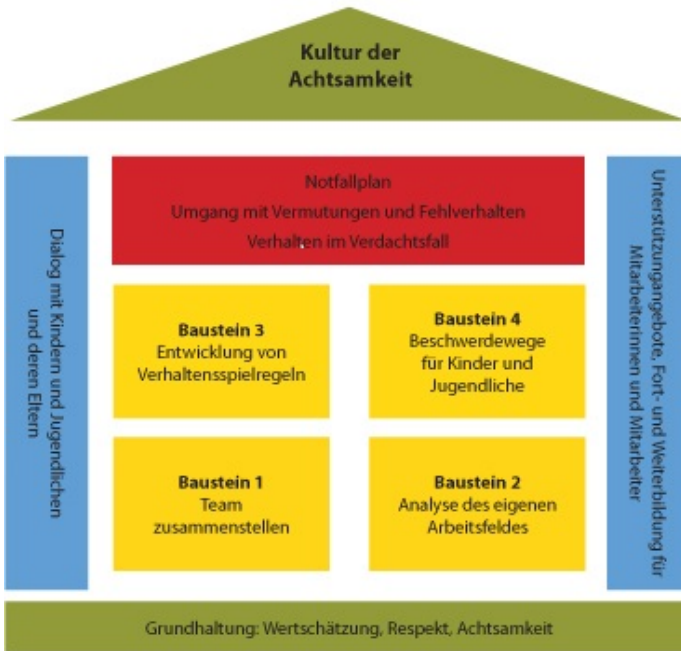 Kultur der
Achtsamkeit
Dialog mit Kindern und Jugendlichen
und deren Eltern
Notfallplan
Umgang mit Vermutungen und Fehlverhalten
Verhalten im Verdachtsfall
Baustein 3
Entwicklung von
Verhaltensspielregeln
Baustein 4
Beschwerdewege
für Kinder und
Jugendliche
Baustein 1
Team
zusammenstellen
Baustein 2
Analyse des eigenen
Arbeitsfeldes
Unterstützungangebote, Fort- und Weiterbildung für
Mitarbeiterinnen und Mitarbeiter
Grundhaltung: Wertschätzung, Respekt, Achtsamkeit